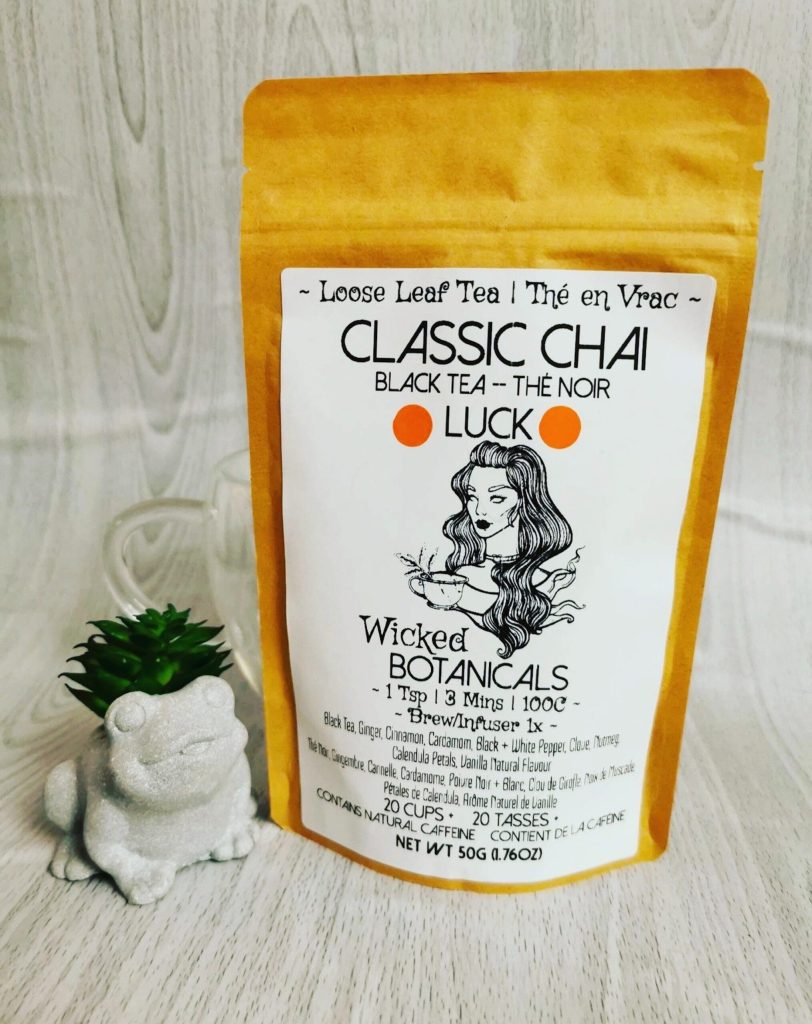 ~ Loose Leaf Tea | Thé en Vrac ~
CLASSIC CHAI
BLACK TEA -- THÉ NOIR
LUCK
Wicked
BOTANICALS
~ 1 Tsp | 3 Mins | 100C ~
~ Brew/Infuser 1x ~
Black Tea, Ginger, Cinnamon, Cardamom, Black + White Pepper, Clove, Nutmeg,
Calendula Petals, Vanilla Natural Flavour
Thé Noir, Gingembre, Cannelle, Cardamome, Poivre Noir + Blanc, Clou de Girofle, Noix de Muscade
Pétales de Calendula, Arôme Naturel de Vanille
20 CUPS + 20 TASSES +
CONTAINS NATURAL CAFFEINE CONTIENT DE LA CAFÉINE
NET WT 50G (1.76OZ)